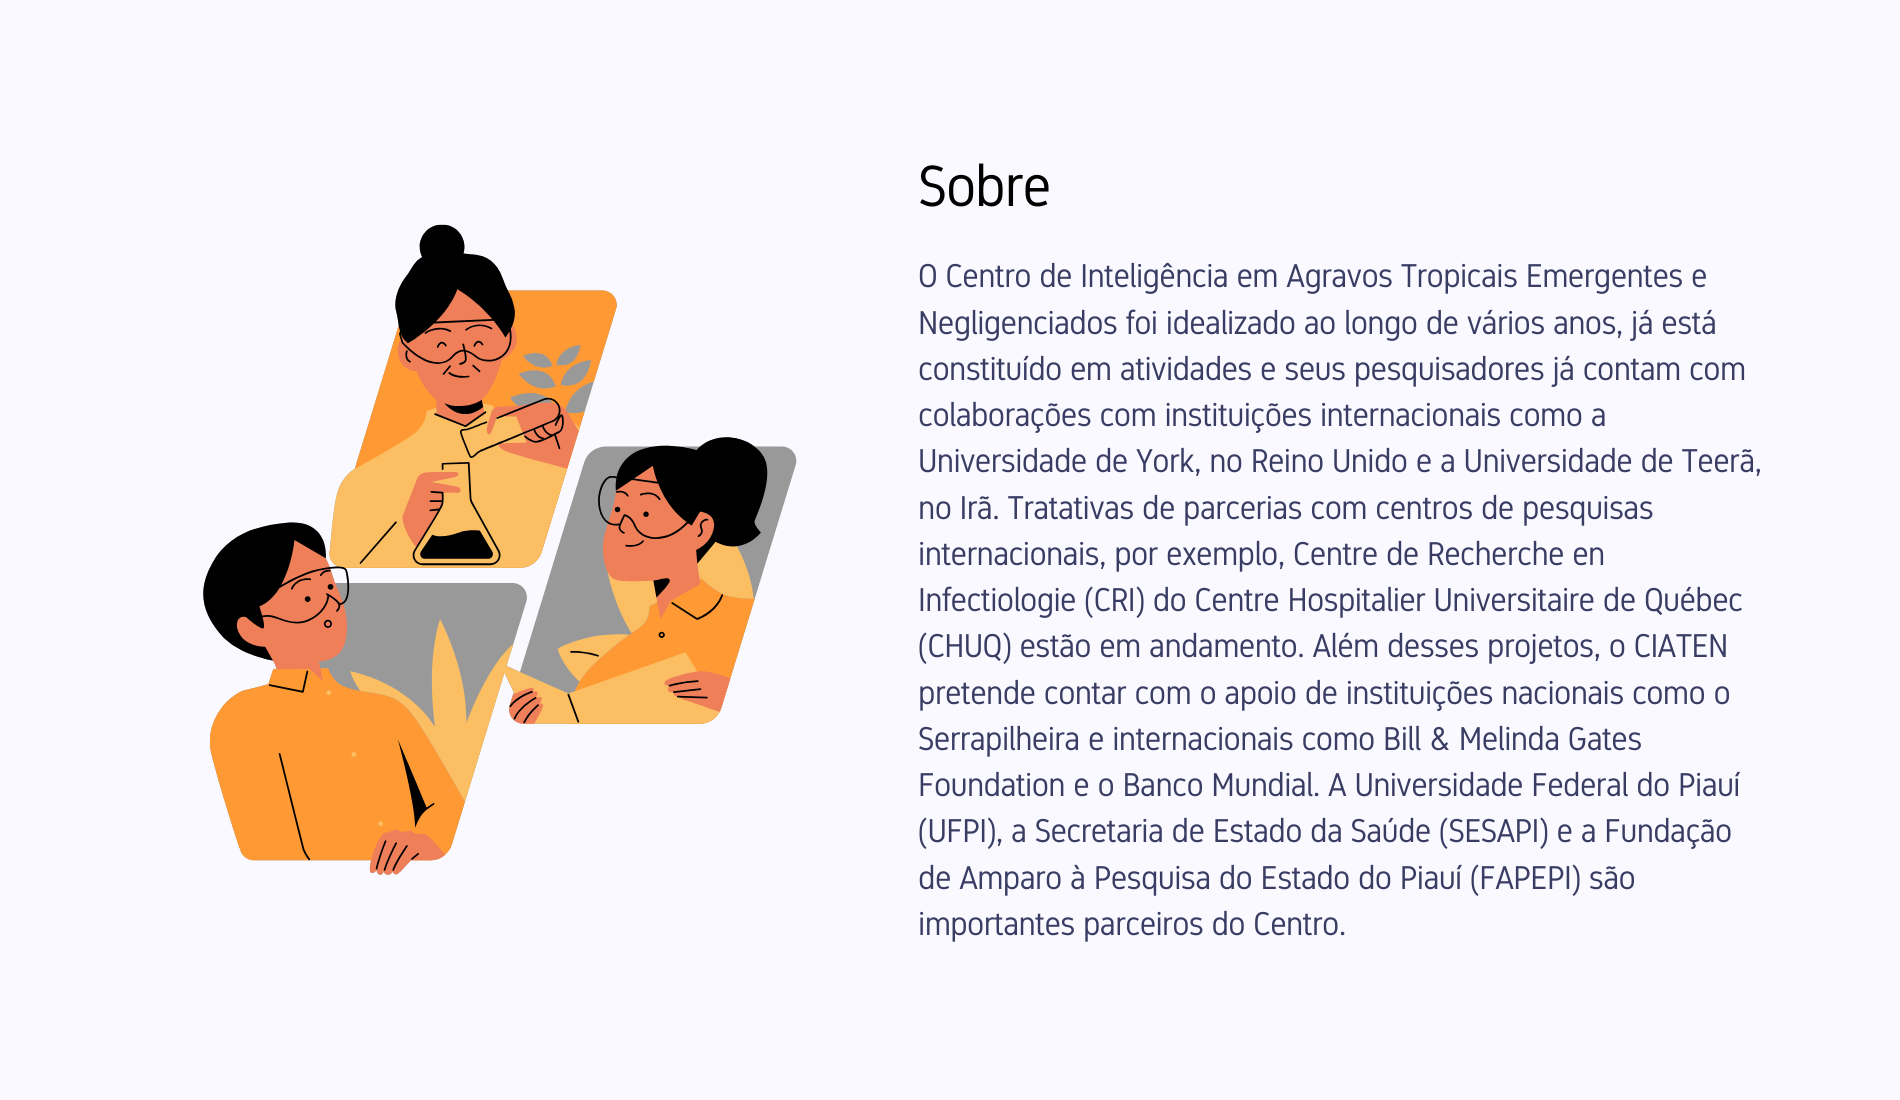 Sobre
O Centro de Inteligência em Agravos Tropicais Emergentes e
Negligenciados foi idealizado ao longo de vários anos, já está
constituído em atividades e seus pesquisadores já contam com
colaborações com instituições internacionais como a
Universidade de York, no Reino Unido e a Universidade de Teerã,
no Irã. Tratativas de parcerias com centros de pesquisas
internacionais, por exemplo, Centre de Recherche en
Infectiologie (CRI) do Centre Hospitalier Universitaire de Québec
(CHUQ) estão em andamento. Além desses projetos, o CIATEN
pretende contar com o apoio de instituições nacionais como o
Serrapilheira e internacionais como Bill & Melinda Gates
Foundation e o Banco Mundial. A Universidade Federal do Piauí
(UFPI), a Secretaria de Estado da Saúde (SESAPI) e a Fundação
de Amparo à Pesquisa do Estado do Piauí (FAPEPI) são
importantes parceiros do Centro.